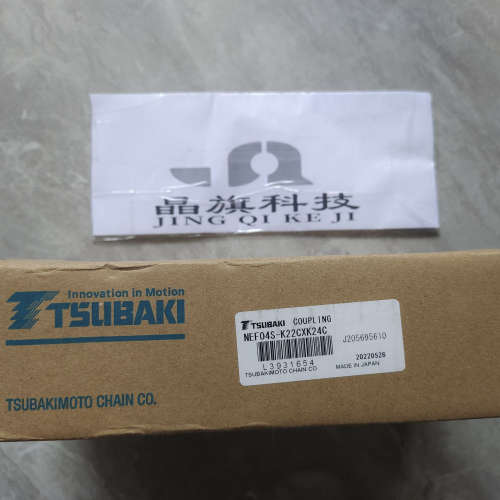 晶旗科技
JING QI KE JI
Innovation in Motion
TSUBAKI
TSUBAKIMOTO CHAIN CO.
TSUBAKI COUPLING
NEF04S-K22CXK24C
J205695610
L3931654
20220526
TSUBAKIMOTO CHAIN CO. MADE IN JAPAN